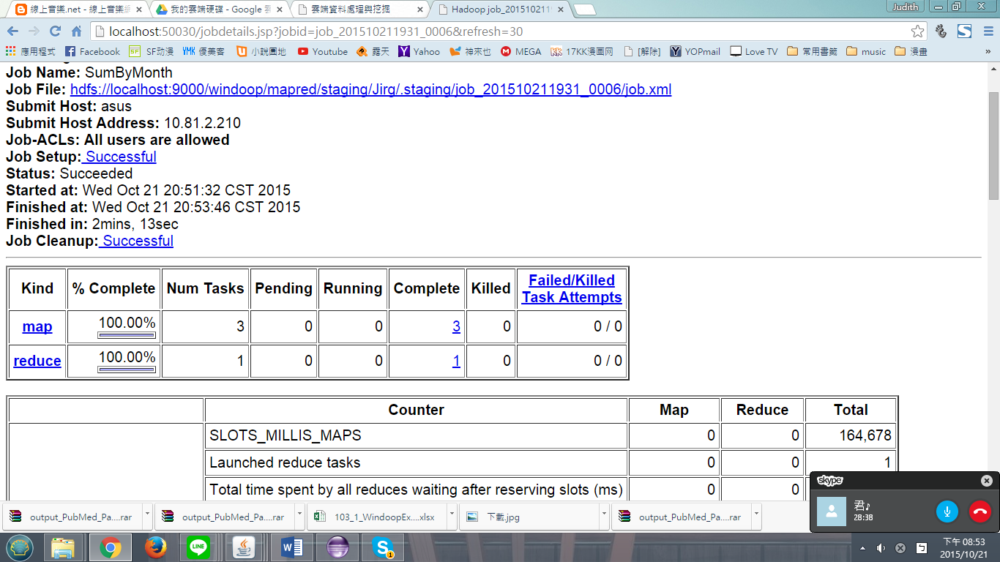 線上音樂.net - 線上音樂網
我的雲端硬碟 - Google 雲
雲端資料處理與挖掘
Hadoop job_2015102119
Judith
localhost:50030/jobdetails.jsp?jobid=job_201510211931_0006&refresh=30
應用程式 Facebook SF动漫 優美客 小說園地 Youtube 露天 Yahoo 神來也 MEGA 17KK漫画网 [解除] YOPmail Love TV 常用書籤 music 漫畫 »
Job Name: SumByMonth
Job File: hdfs://localhost:9000/windoop/mapred/staging/Jirg/.staging/job_201510211931_0006/job.xml
Submit Host: asus
Submit Host Address: 10.81.2.210
Job-ACLs: All users are allowed
Job Setup: Successful
Status: Succeeded
Started at: Wed Oct 21 20:51:32 CST 2015
Finished at: Wed Oct 21 20:53:46 CST 2015
Finished in: 2mins, 13sec
Job Cleanup: Successful
Kind % Complete Num Tasks Pending Running Complete Killed Failed/Killed
Task Attempts
map 100.00% 3 0 0 3 0 0 / 0
reduce 100.00% 1 0 0 1 0 0 / 0
Counter Map Reduce Total
SLOTS_MILLIS_MAPS 0 0 164,678
Launched reduce tasks 0 0 1
Total time spent by all reduces waiting after reserving slots (ms) 0 0
skype
君♪
28:38
output_PubMed_Pa....rar output_PubMed_Pa....rar 103_1_WindoopEx....xlsx 下載.jpg output_PubMed_Pa....rar
LINE
下午 08:53
2015/10/21